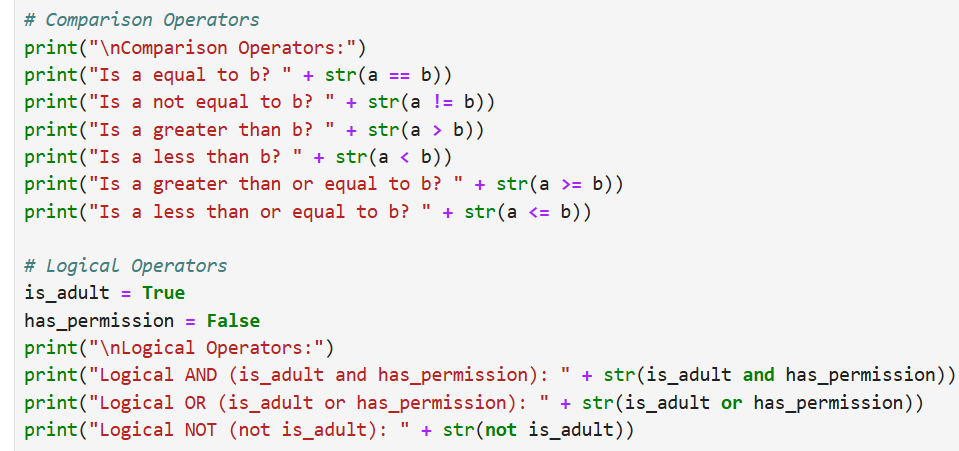 # Comparison Operators
print("\nComparison Operators:")
print("Is a equal to b? " + str(a == b))
print("Is a not equal to b? " + str(a != b))
print("Is a greater than b? " + str(a > b))
print("Is a less than b? " + str(a < b))
print("Is a greater than or equal to b? " + str(a >= b))
print("Is a less than or equal to b? " + str(a <= b))

# Logical Operators
is_adult = True
has_permission = False
print("\nLogical Operators:")
print("Logical AND (is_adult and has_permission): " + str(is_adult and has_permission))
print("Logical OR (is_adult or has_permission): " + str(is_adult or has_permission))
print("Logical NOT (not is_adult): " + str(not is_adult))